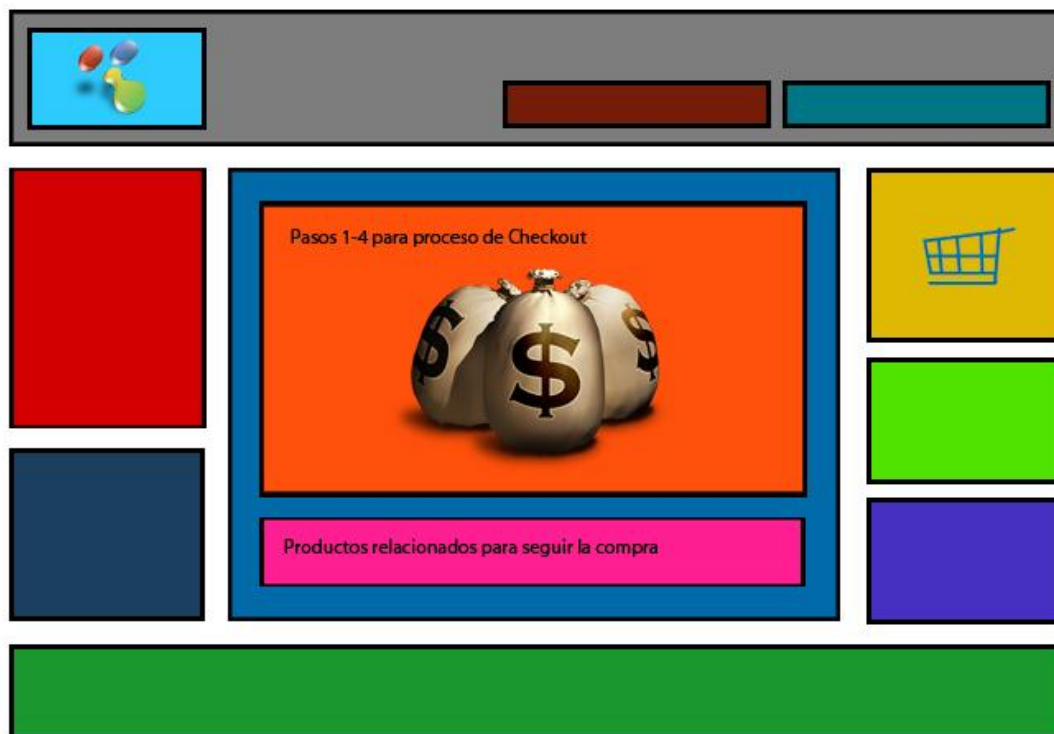 Pasos 1-4 para proceso de Checkout
$ $ $
Productos relacionados para seguir la compra